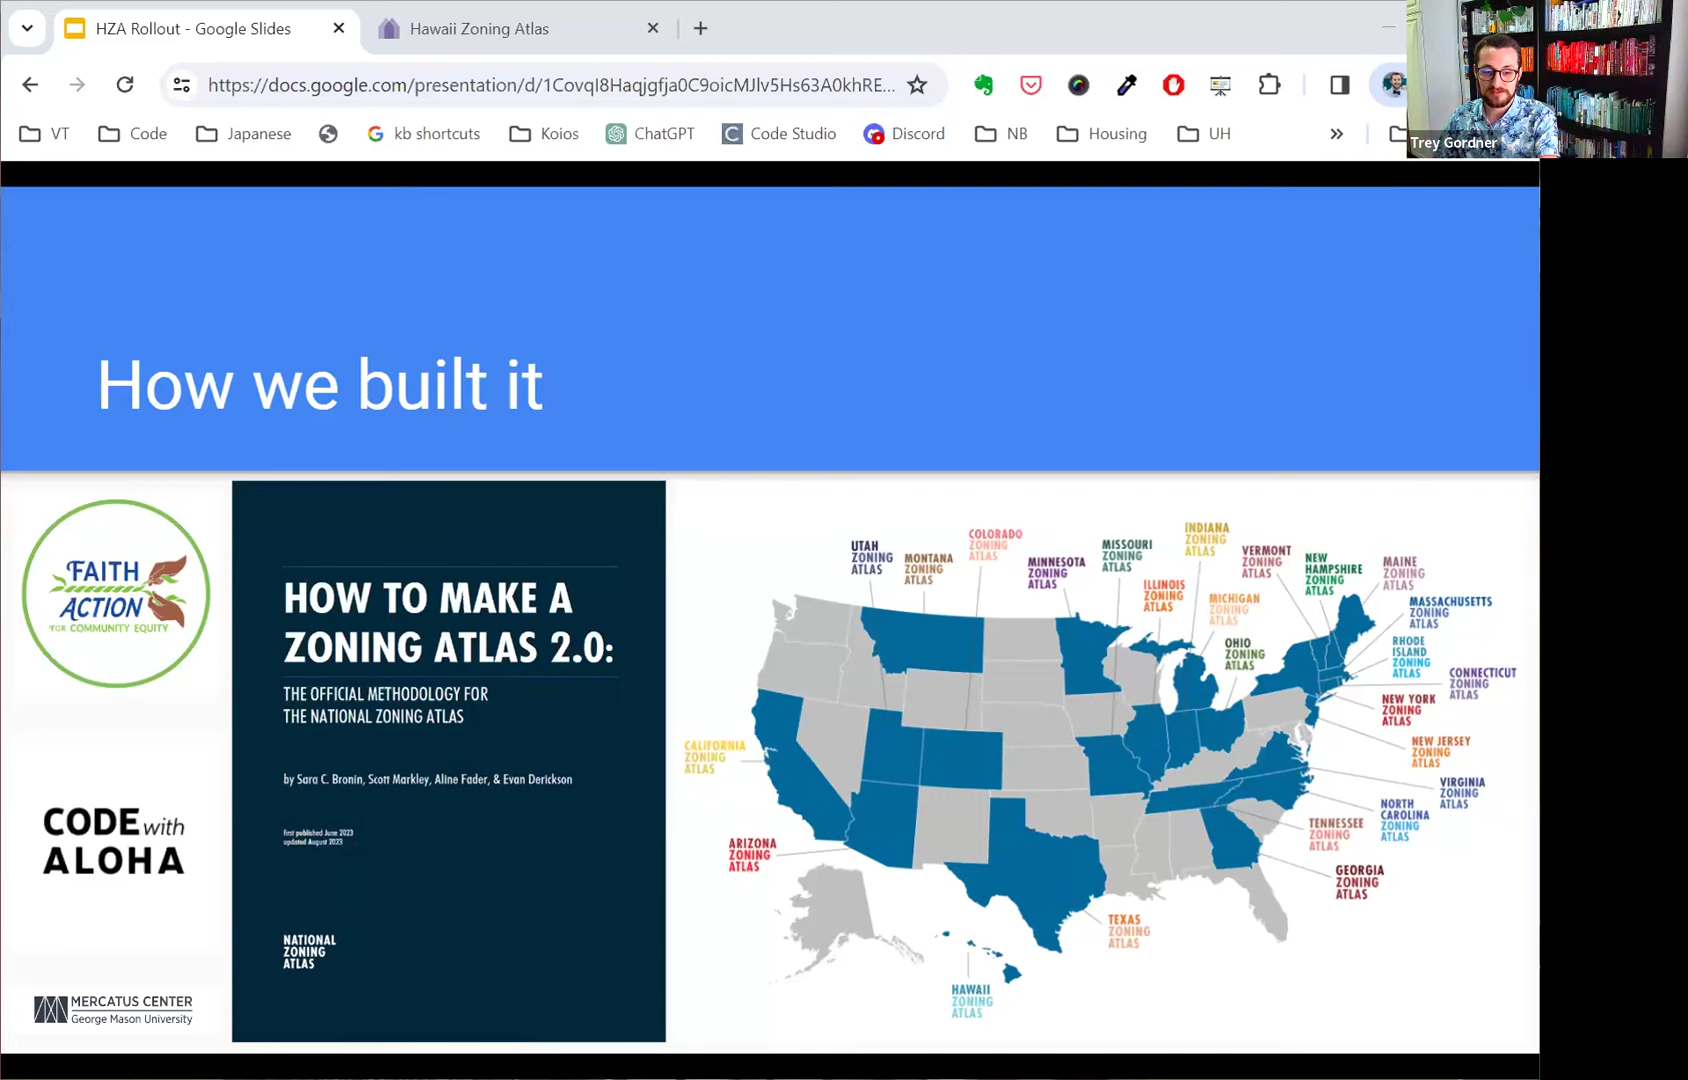 HZA Rollout - Google Slides
Hawaii Zoning Atlas
https://docs.google.com/presentation/d/1CovqI8Haqjgfja0C9oicMJlv5Hs63A0khRE...
VT
Code
Japanese
kb shortcuts
Koios
ChatGPT
Code Studio
Discord
NB
Housing
UH
Trey Gordner
How we built it
FAITH
ACTION
FOR COMMUNITY EQUITY
CODE with
ALOHA
MERCATUS CENTER
George Mason University
HOW TO MAKE A
ZONING ATLAS 2.0:
THE OFFICIAL METHODOLOGY FOR
THE NATIONAL ZONING ATLAS
by Sara C. Bronin, Scott Markley, Aline Fader, & Evan Derickson
first published June 2023
updated August 2023
NATIONAL
ZONING
ATLAS
UTAH
ZONING
ATLAS
MONTANA
ZONING
ATLAS
COLORADO
ZONING
ATLAS
MINNESOTA
ZONING
ATLAS
MISSOURI
ZONING
ATLAS
ILLINOIS
ZONING
ATLAS
INDIANA
ZONING
ATLAS
MICHIGAN
ZONING
ATLAS
OHIO
ZONING
ATLAS
VERMONT
ZONING
ATLAS
NEW
HAMPSHIRE
ZONING
ATLAS
MAINE
ZONING
ATLAS
MASSACHUSETTS
ZONING
ATLAS
RHODE
ISLAND
ZONING
ATLAS
CONNECTICUT
ZONING
ATLAS
NEW YORK
ZONING
ATLAS
NEW JERSEY
ZONING
ATLAS
VIRGINIA
ZONING
ATLAS
NORTH
CAROLINA
ZONING
ATLAS
TENNESSEE
ZONING
ATLAS
GEORGIA
ZONING
ATLAS
TEXAS
ZONING
ATLAS
HAWAII
ZONING
ATLAS
ARIZONA
ZONING
ATLAS
CALIFORNIA
ZONING
ATLAS